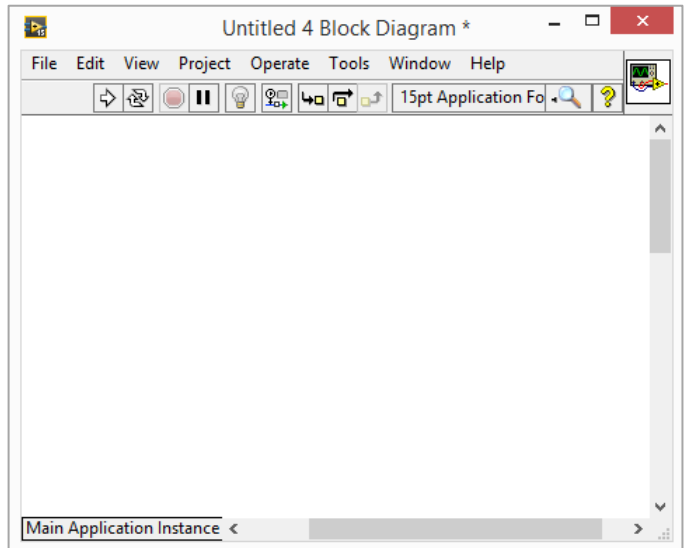 Untitled 4 Block Diagram *
File Edit View Project Operate Tools Window Help
15pt Application Fo
Main Application Instance